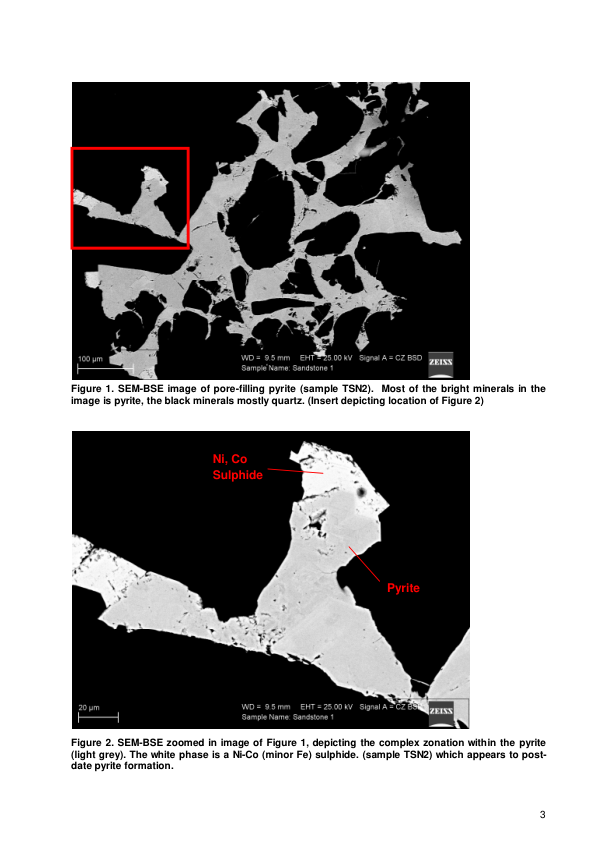 100 µm
WD = 9.5 mm EHT = 25.00 kV Signal A = CZ BSD
Sample Name: Sandstone 1
ZEISS
Figure 1. SEM-BSE image of pore-filling pyrite (sample TSN2). Most of the bright minerals in the
image is pyrite, the black minerals mostly quartz. (Insert depicting location of Figure 2)
Ni, Co
Sulphide
Pyrite
20 µm
WD = 9.5 mm EHT = 25.00 kV Signal A = CZ BSD
Sample Name: Sandstone 1
ZEISS
Figure 2. SEM-BSE zoomed in image of Figure 1, depicting the complex zonation within the pyrite
(light grey). The white phase is a Ni-Co (minor Fe) sulphide. (sample TSN2) which appears to post-
date pyrite formation.
3